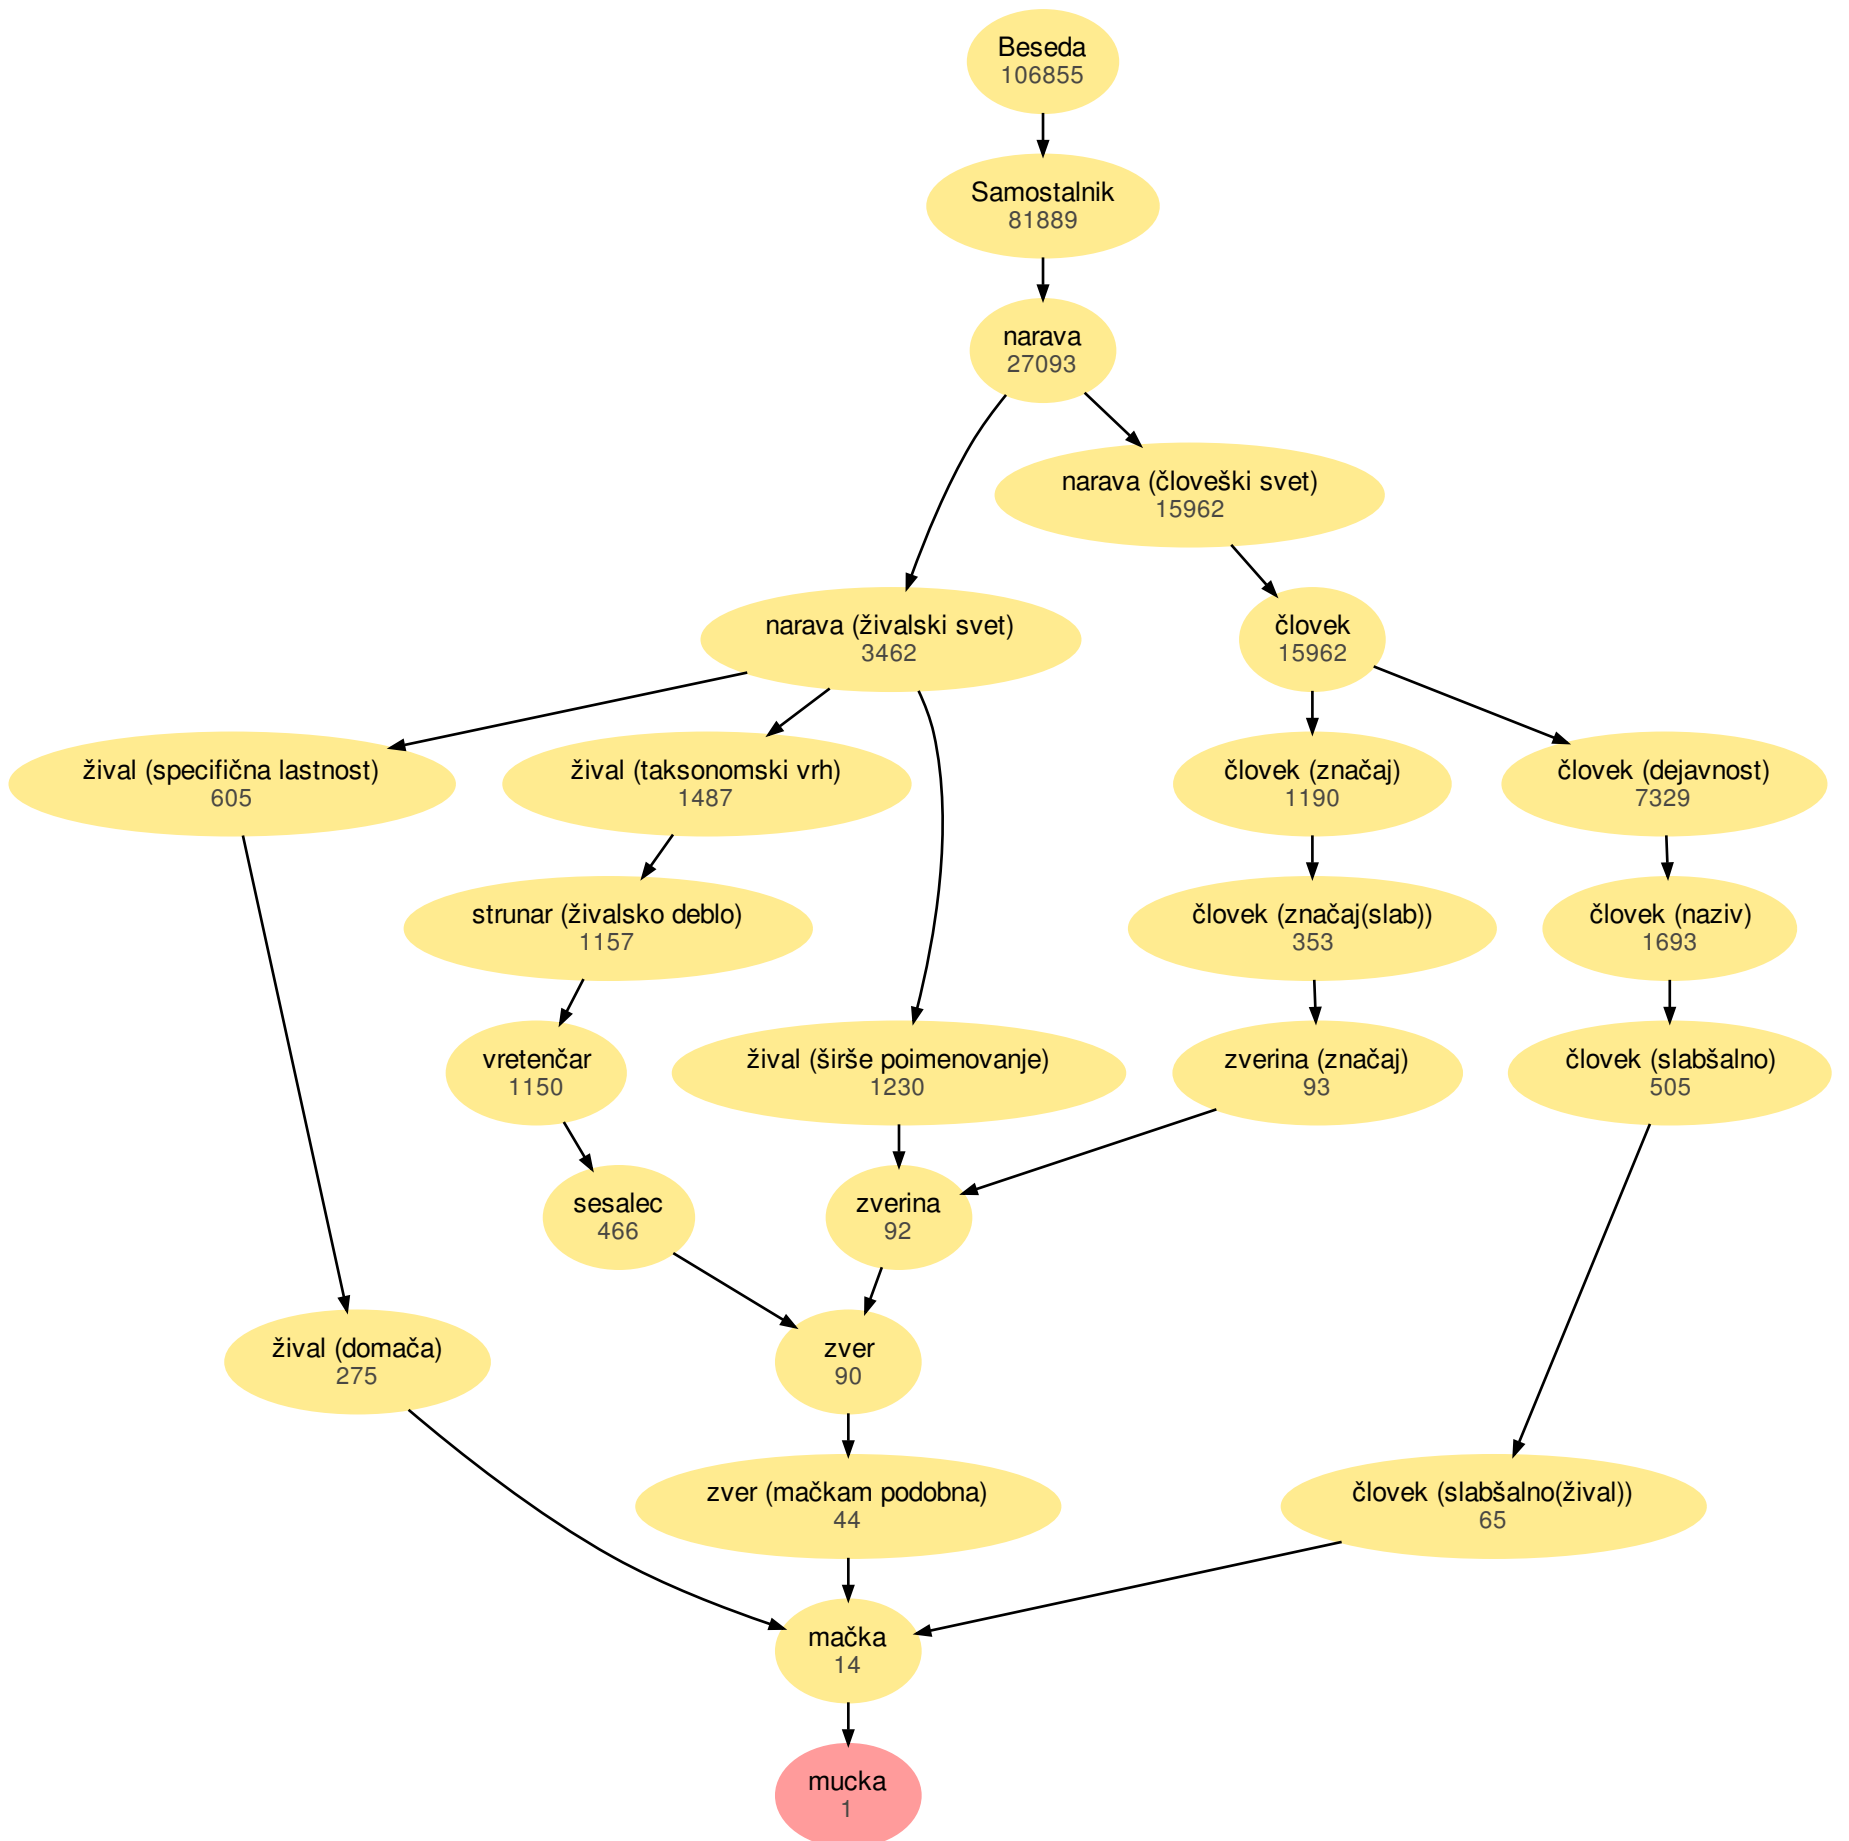 Beseda
106855
Samostalnik
81889
narava
27093
narava (človeški svet)
15962
narava (živalski svet)
3462
človek
15962
žival (specifična lastnost)
605
žival (taksonomski vrh)
1487
človek (značaj)
1190
človek (dejavnost)
7329
strunar (živalsko deblo)
1157
človek (značaj(slab))
353
človek (naziv)
1693
vretenčar
1150
žival (širše poimenovanje)
1230
zverina (značaj)
93
človek (slabšalno)
505
sesalec
466
zverina
92
žival (domača)
275
zver
90
zver (mačkam podobna)
44
človek (slabšalno(žival))
65
mačka
14
mucka
1